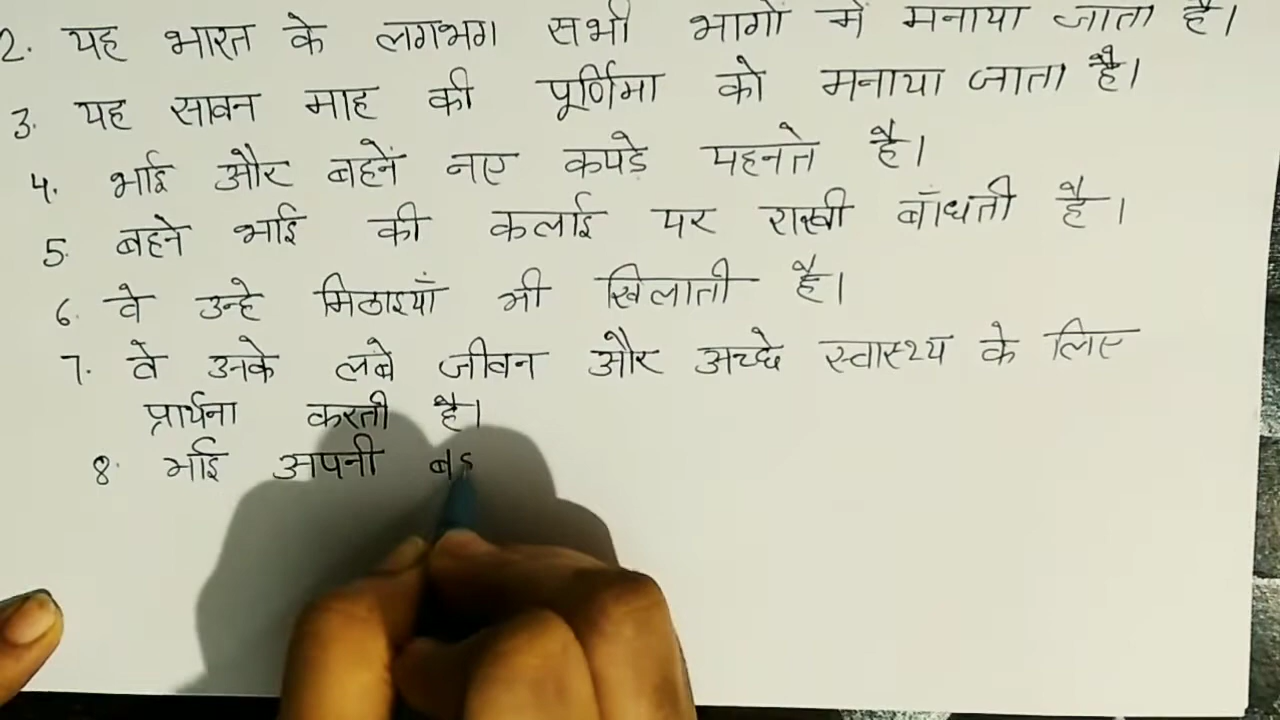 2. यह भारत के लगभग सभी भागों में मनाया जाता है।
3. यह सावन माह की पूर्णिमा को मनाया जाता है।
4. भाई और बहनें नए कपडे पहनते है।
5. बहने भाई की कलाई पर राखी बाँधती है।
6. वे उन्हे मिठाइयाँ भी खिलाती है।
7. वे उनके लंबे जीवन और अच्छे स्वास्थ्य के लिए
प्रार्थना करती है।
8. भाई अपनी बह